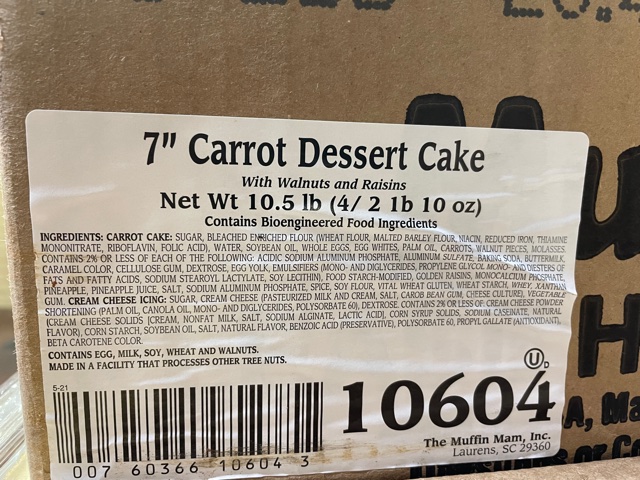 7" Carrot Dessert Cake
With Walnuts and Raisins
Net Wt 10.5 lb (4/ 2 1b 10 oz)
Contains Bioengineered Food Ingredients
INGREDIENTS: CARROT CAKE: SUGAR, BLEACHED ENRICHED FLOUR (WHEAT FLOUR, MALTED BARLEY FLOUR, NIACIN, REDUCED IRON, THIAMINE
MONONITRATE, RIBOFLAVIN, FOLIC ACID), WATER, SOYBEAN OIL, WHOLE EGGS, EGG WHITES, PALM OIL, CARROTS, WALNUT PIECES, MOLASSES.
CONTAINS 2% OR LESS OF EACH OF THE FOLLOWING: ACIDIC SODIUM ALUMINUM PHOSPHATE, ALUMINUM SULFATE, BAKING SODA, BUTTERMILK,
CARAMEL COLOR, CELLULOSE GUM, DEXTROSE, EGG YOLK, EMULSIFIERS (MONO- AND DIGLYCERIDES, PROPYLENE GLYCOL MONO- AND DIESTERS OF
FATS AND FATTY ACIDS, SODIUM STEAROYL LACTYLATE, SOY LECITHIN), FOOD STARCH-MODIFIED, GOLDEN RAISINS, MONOCALCIUM PHOSPHATE,
PINEAPPLE, PINEAPPLE JUICE, SALT, SODIUM ALUMINUM PHOSPHATE, SPICE, SOY FLOUR, VITAL WHEAT GLUTEN, WHEAT STARCH, WHEY, XANTHAN
GUM. CREAM CHEESE ICING: SUGAR, CREAM CHEESE (PASTEURIZED MILK AND CREAM, SALT, CAROB BEAN GUM, CHEESE CULTURE), VEGETABLE
SHORTENING (PALM OIL, CANOLA OIL, MONO- AND DIGLYCERIDES, POLYSORBATE 60), DEXTROSE. CONTAINS 2% OR LESS OF: CREAM CHEESE POWDER
[CREAM CHEESE SOLIDS (CREAM, NONFAT MILK, SALT, SODIUM ALGINATE, LACTIC ACID), CORN SYRUP SOLIDS, SODIUM CASEINATE, NATURAL
FLAVOR], CORN STARCH, SOYBEAN OIL, SALT, NATURAL FLAVOR, BENZOIC ACID (PRESERVATIVE), POLYSORBATE 60, PROPYL GALLATE (ANTIOXIDANT),
BETA CAROTENE COLOR.
CONTAINS EGG, MILK, SOY, WHEAT AND WALNUTS.
MADE IN A FACILITY THAT PROCESSES OTHER TREE NUTS.
5-21
U D
10604
The Muffin Mam, Inc.
Laurens, SC 29360
0 07 60366 10604 3